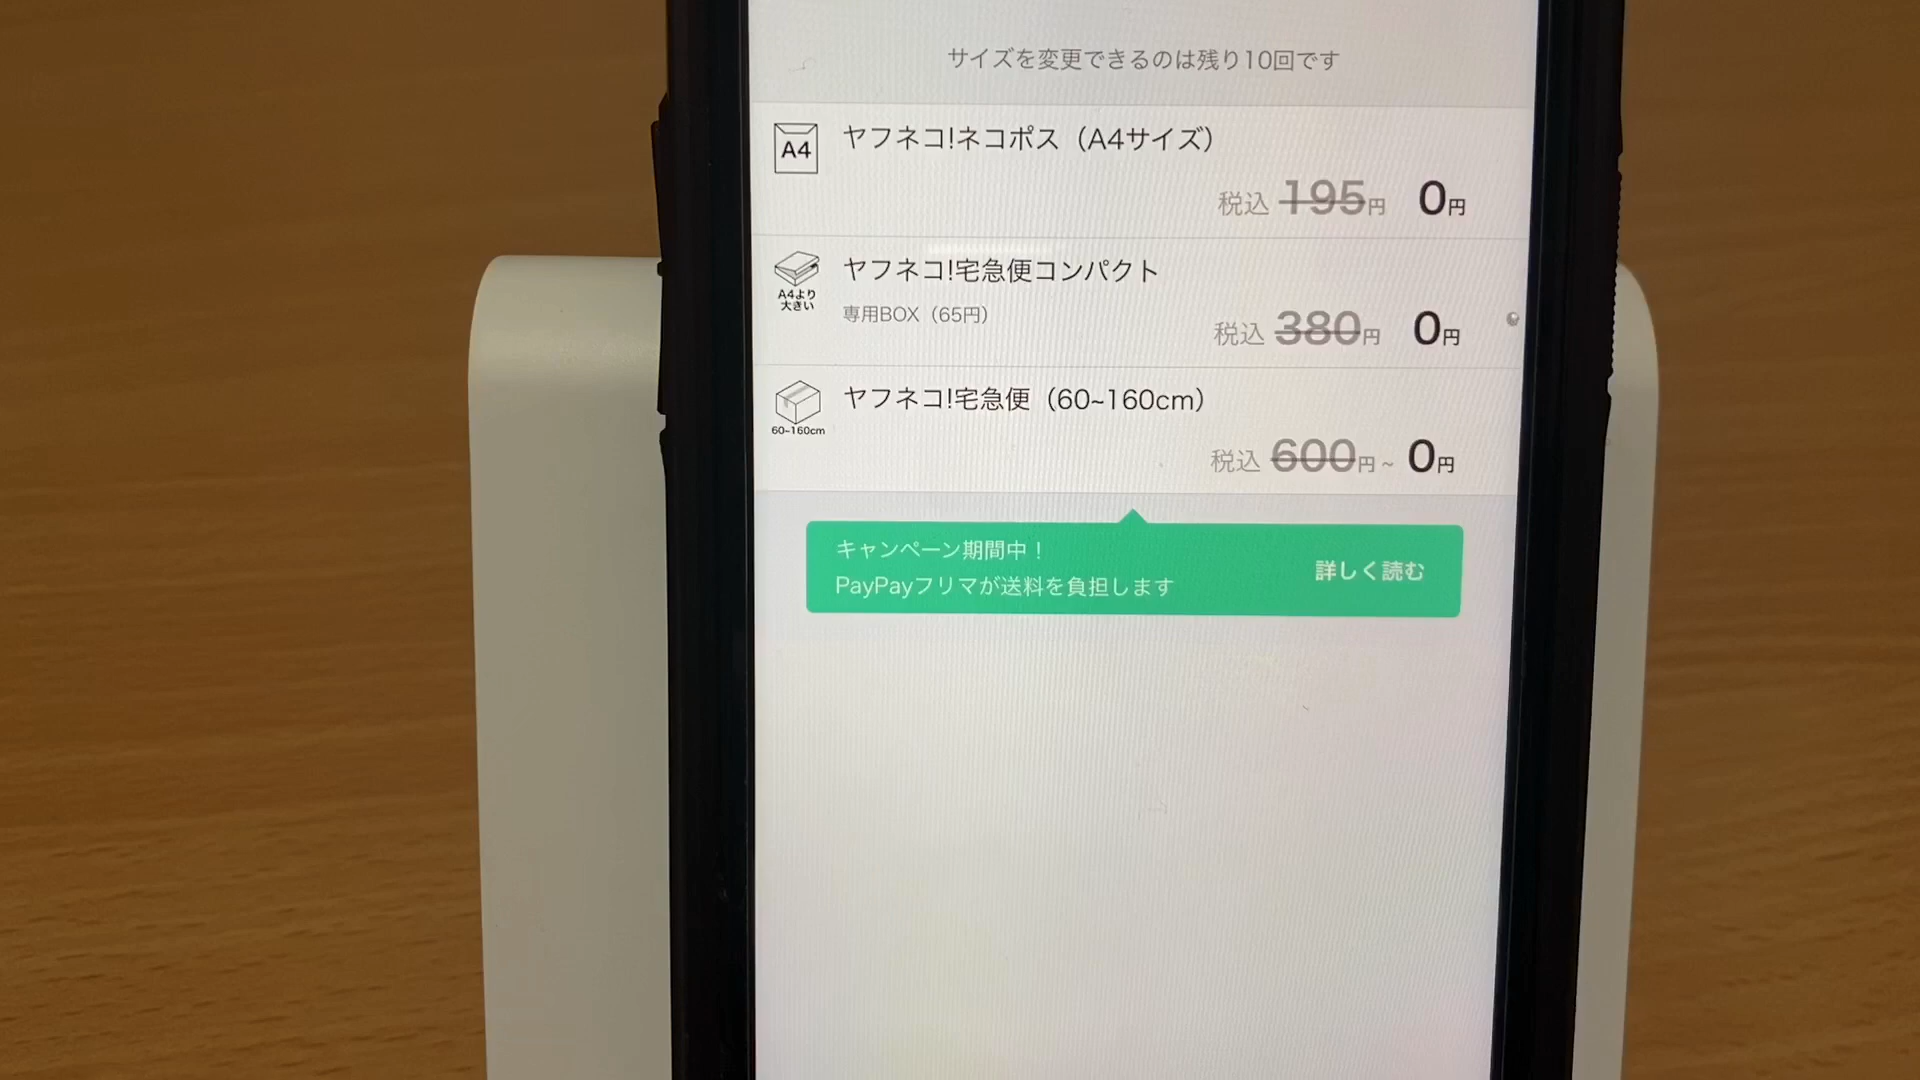 サイズを変更できるのは残り10回です
A4
ヤフネコ!ネコポス（A4サイズ）
税込 195円 0円
A4より
大きい
ヤフネコ!宅急便コンパクト
専用BOX（65円）
税込 380円 0円
60~160cm
ヤフネコ!宅急便（60~160cm）
税込 600円 ~ 0円
キャンペーン期間中！
PayPayフリマが送料を負担します
詳しく読む